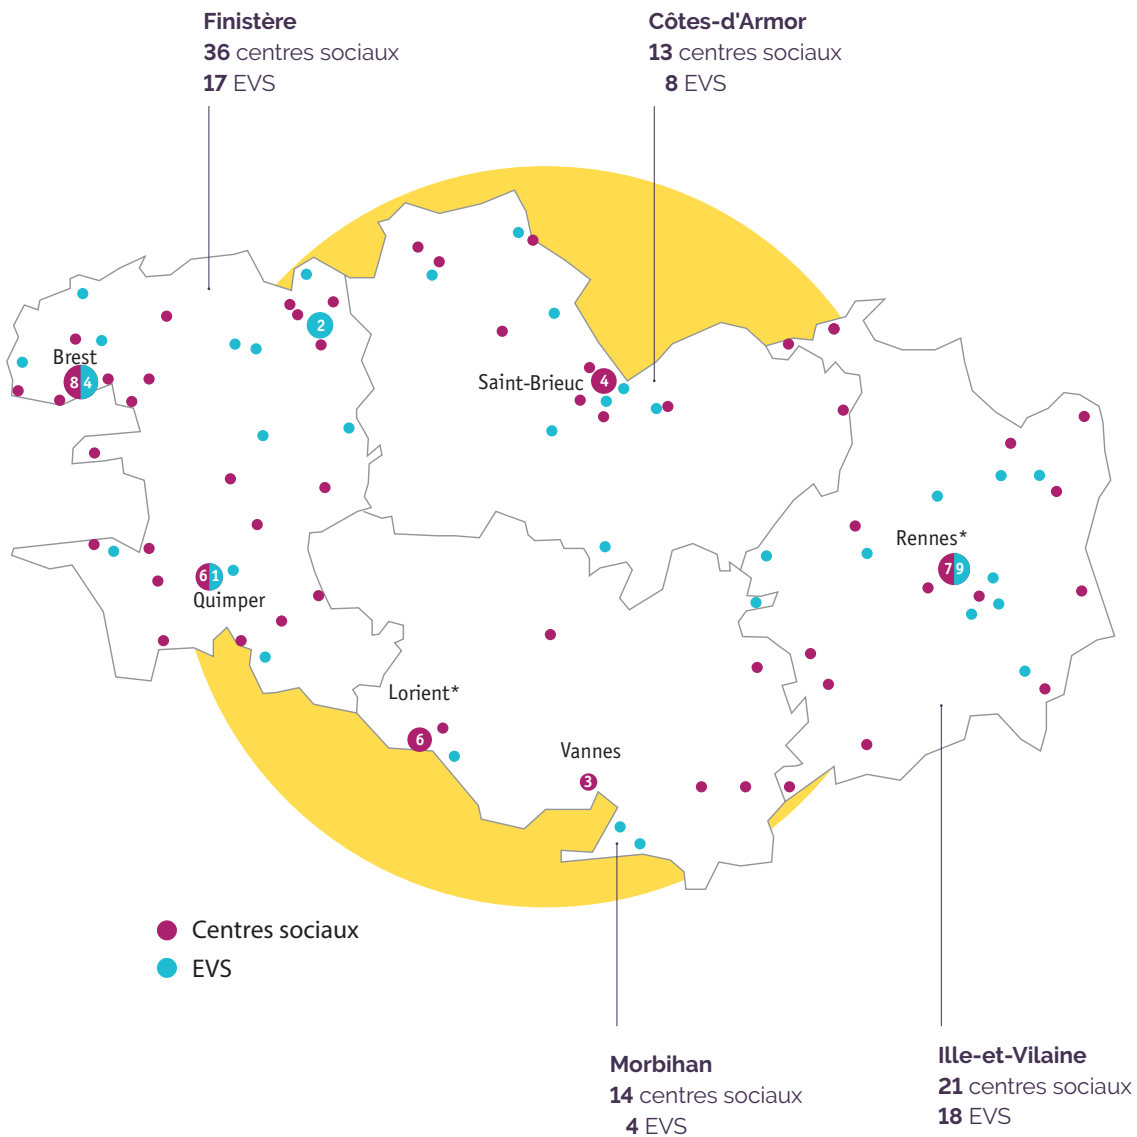 Finistère
36 centres sociaux
17 EVS
Côtes-d'Armor
13 centres sociaux
8 EVS
2
Brest
8 4
Saint-Brieuc
4
Rennes*
7 9
6 1
Quimper
Lorient*
6
Vannes
3
Centres sociaux
EVS
Morbihan
14 centres sociaux
4 EVS
Ille-et-Vilaine
21 centres sociaux
18 EVS